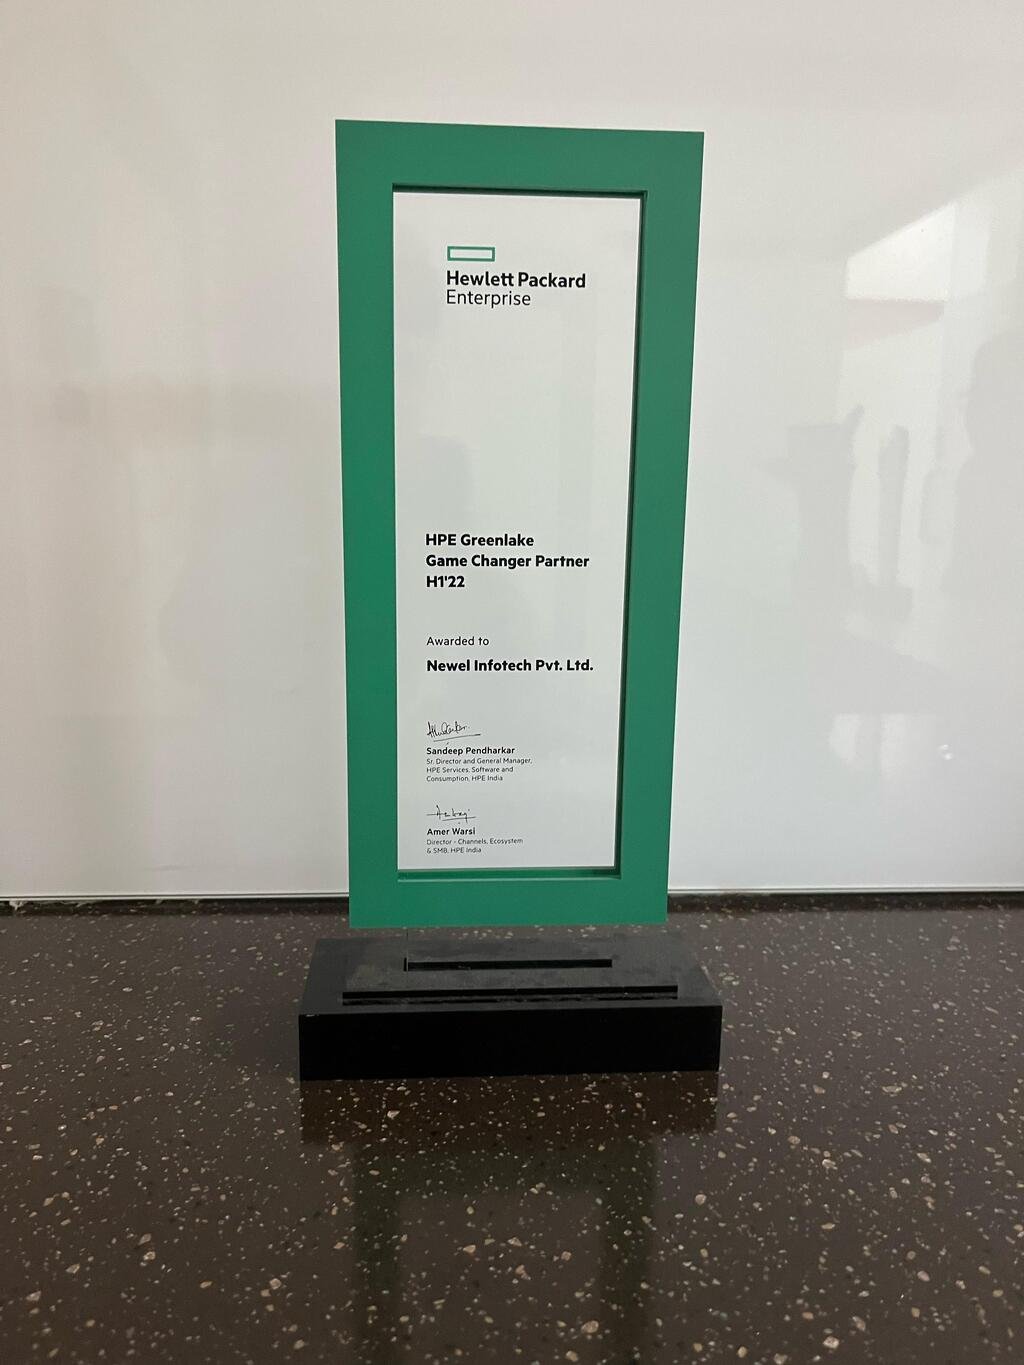 Hewlett Packard
Enterprise
HPE Greenlake
Game Changer Partner
H1'22
Awarded to
Newel Infotech Pvt. Ltd.
Sandeep Pendharkar
Sr. Director and General Manager,
HPE Services, Software and
Consumption, HPE India
Amer Warsi
Director - Channels, Ecosystem
& SMB, HPE India